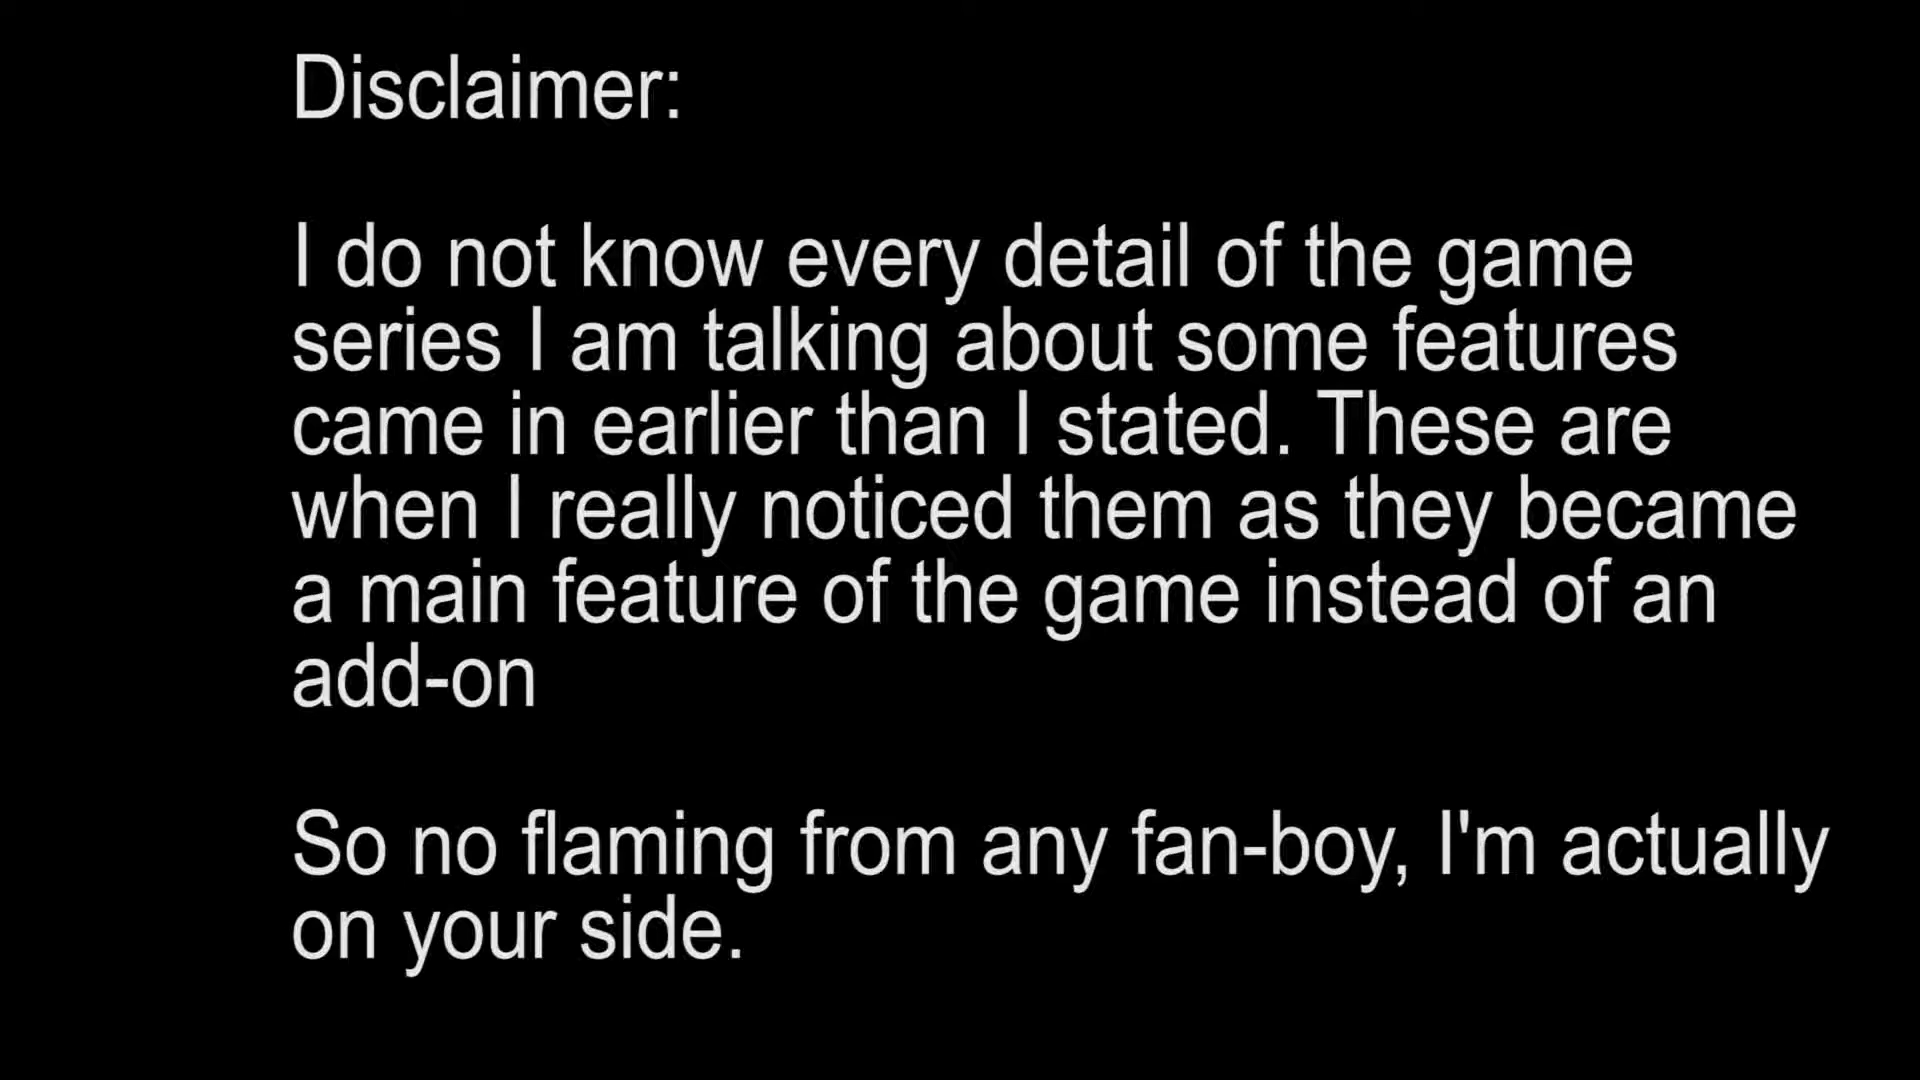 Disclaimer:
I do not know every detail of the game
series I am talking about some features
came in earlier than I stated. These are
when I really noticed them as they became
a main feature of the game instead of an
add-on
So no flaming from any fan-boy, I'm actually
on your side.